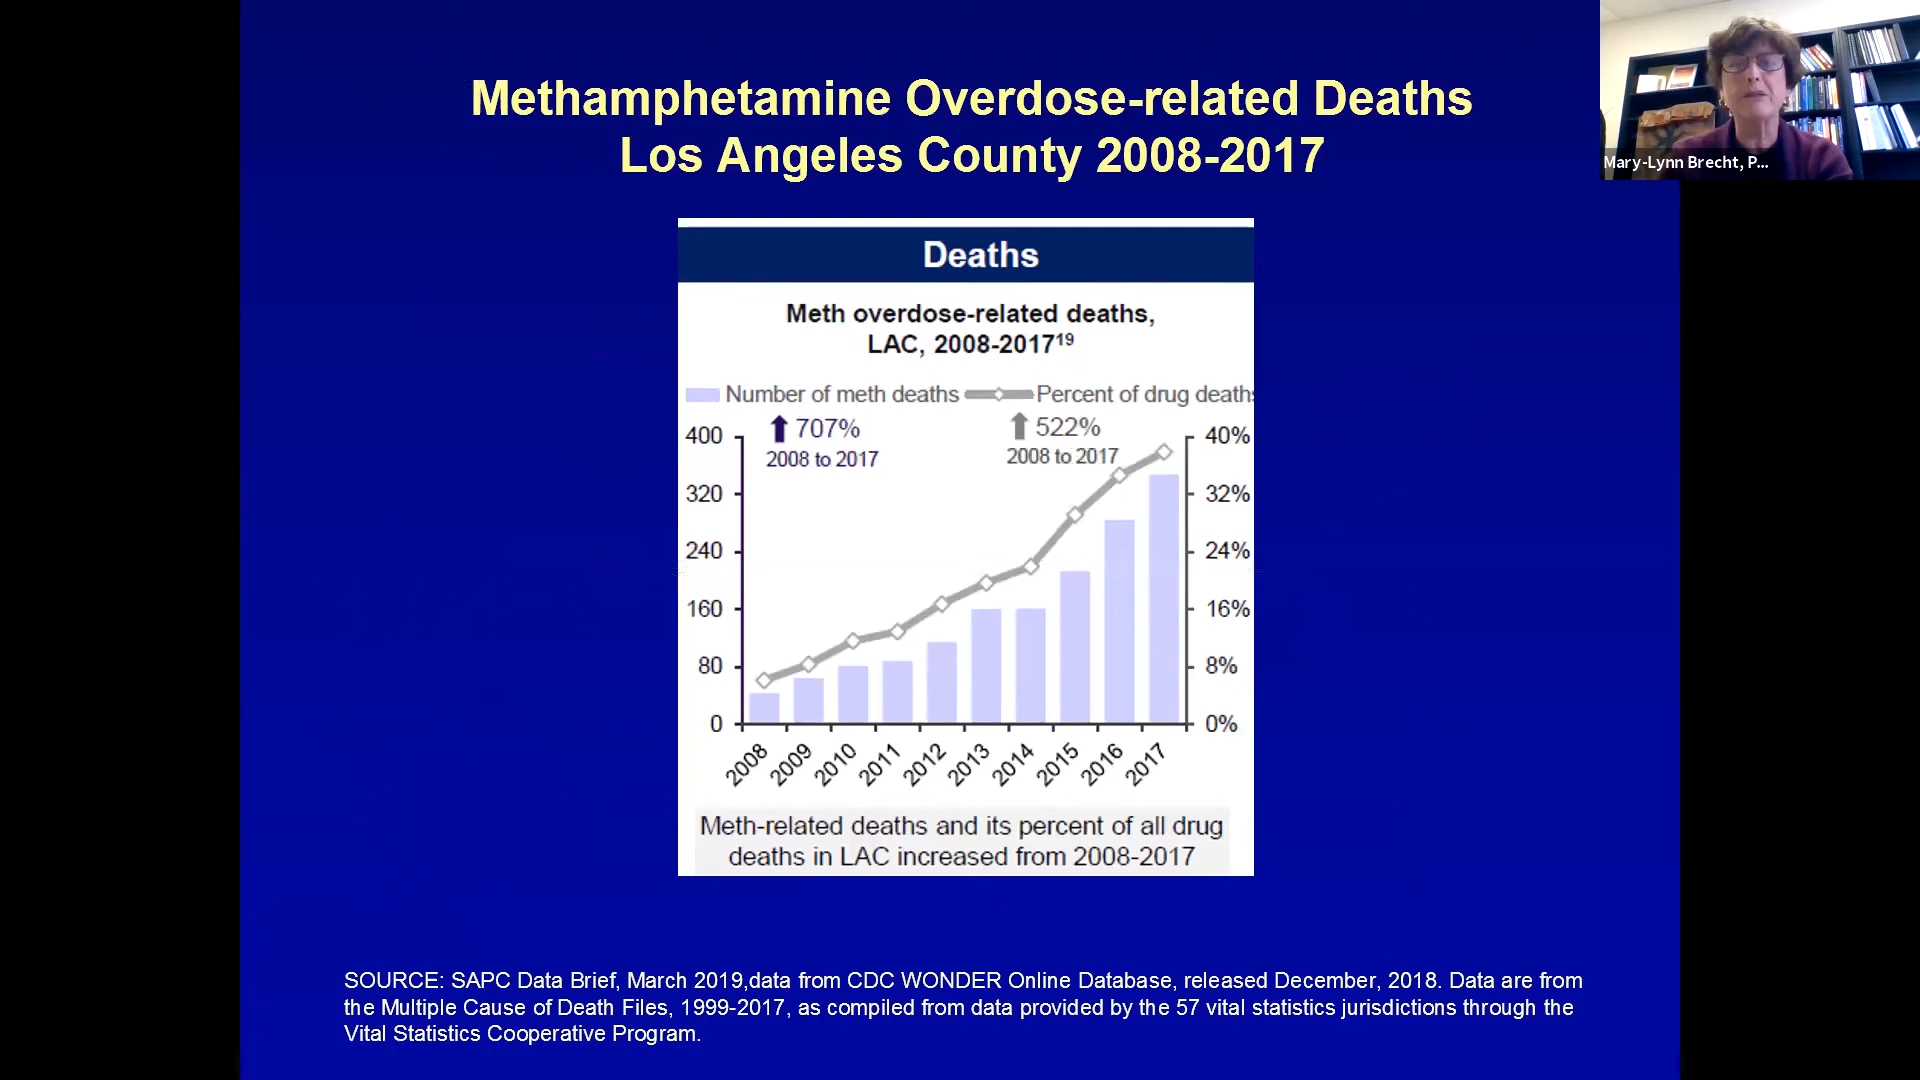 Methamphetamine Overdose-related Deaths
Los Angeles County 2008-2017
Mary-Lynn Brecht, P...
Deaths
Meth overdose-related deaths,
LAC, 2008-2017¹⁹
Number of meth deaths Percent of drug deaths
707% 522%
2008 to 2017 2008 to 2017
400 40%
320 32%
240 24%
160 16%
80 8%
0 0%
2008 2009 2010 2011 2012 2013 2014 2015 2016 2017
Meth-related deaths and its percent of all drug
deaths in LAC increased from 2008-2017
SOURCE: SAPC Data Brief, March 2019,data from CDC WONDER Online Database, released December, 2018. Data are from
the Multiple Cause of Death Files, 1999-2017, as compiled from data provided by the 57 vital statistics jurisdictions through the
Vital Statistics Cooperative Program.